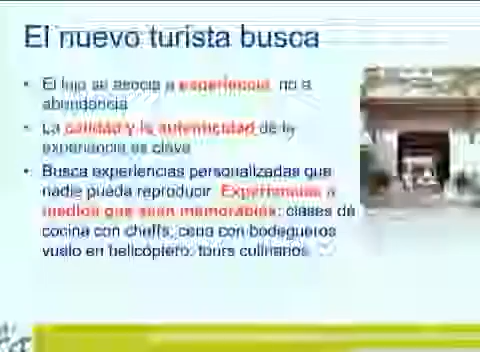 El nuevo turista busca
• El lujo se asocia a experiencia, no a
abundancia
• La calidad y la autenticidad de la
experiencia es clave
• Busca experiencias personalizadas que
nadie pueda reproducir. Experiencias a
medios que sean memorables: clases de
cocina con cheffs, cena con bodegueros
vuelo en helicóptero, tours culinarios